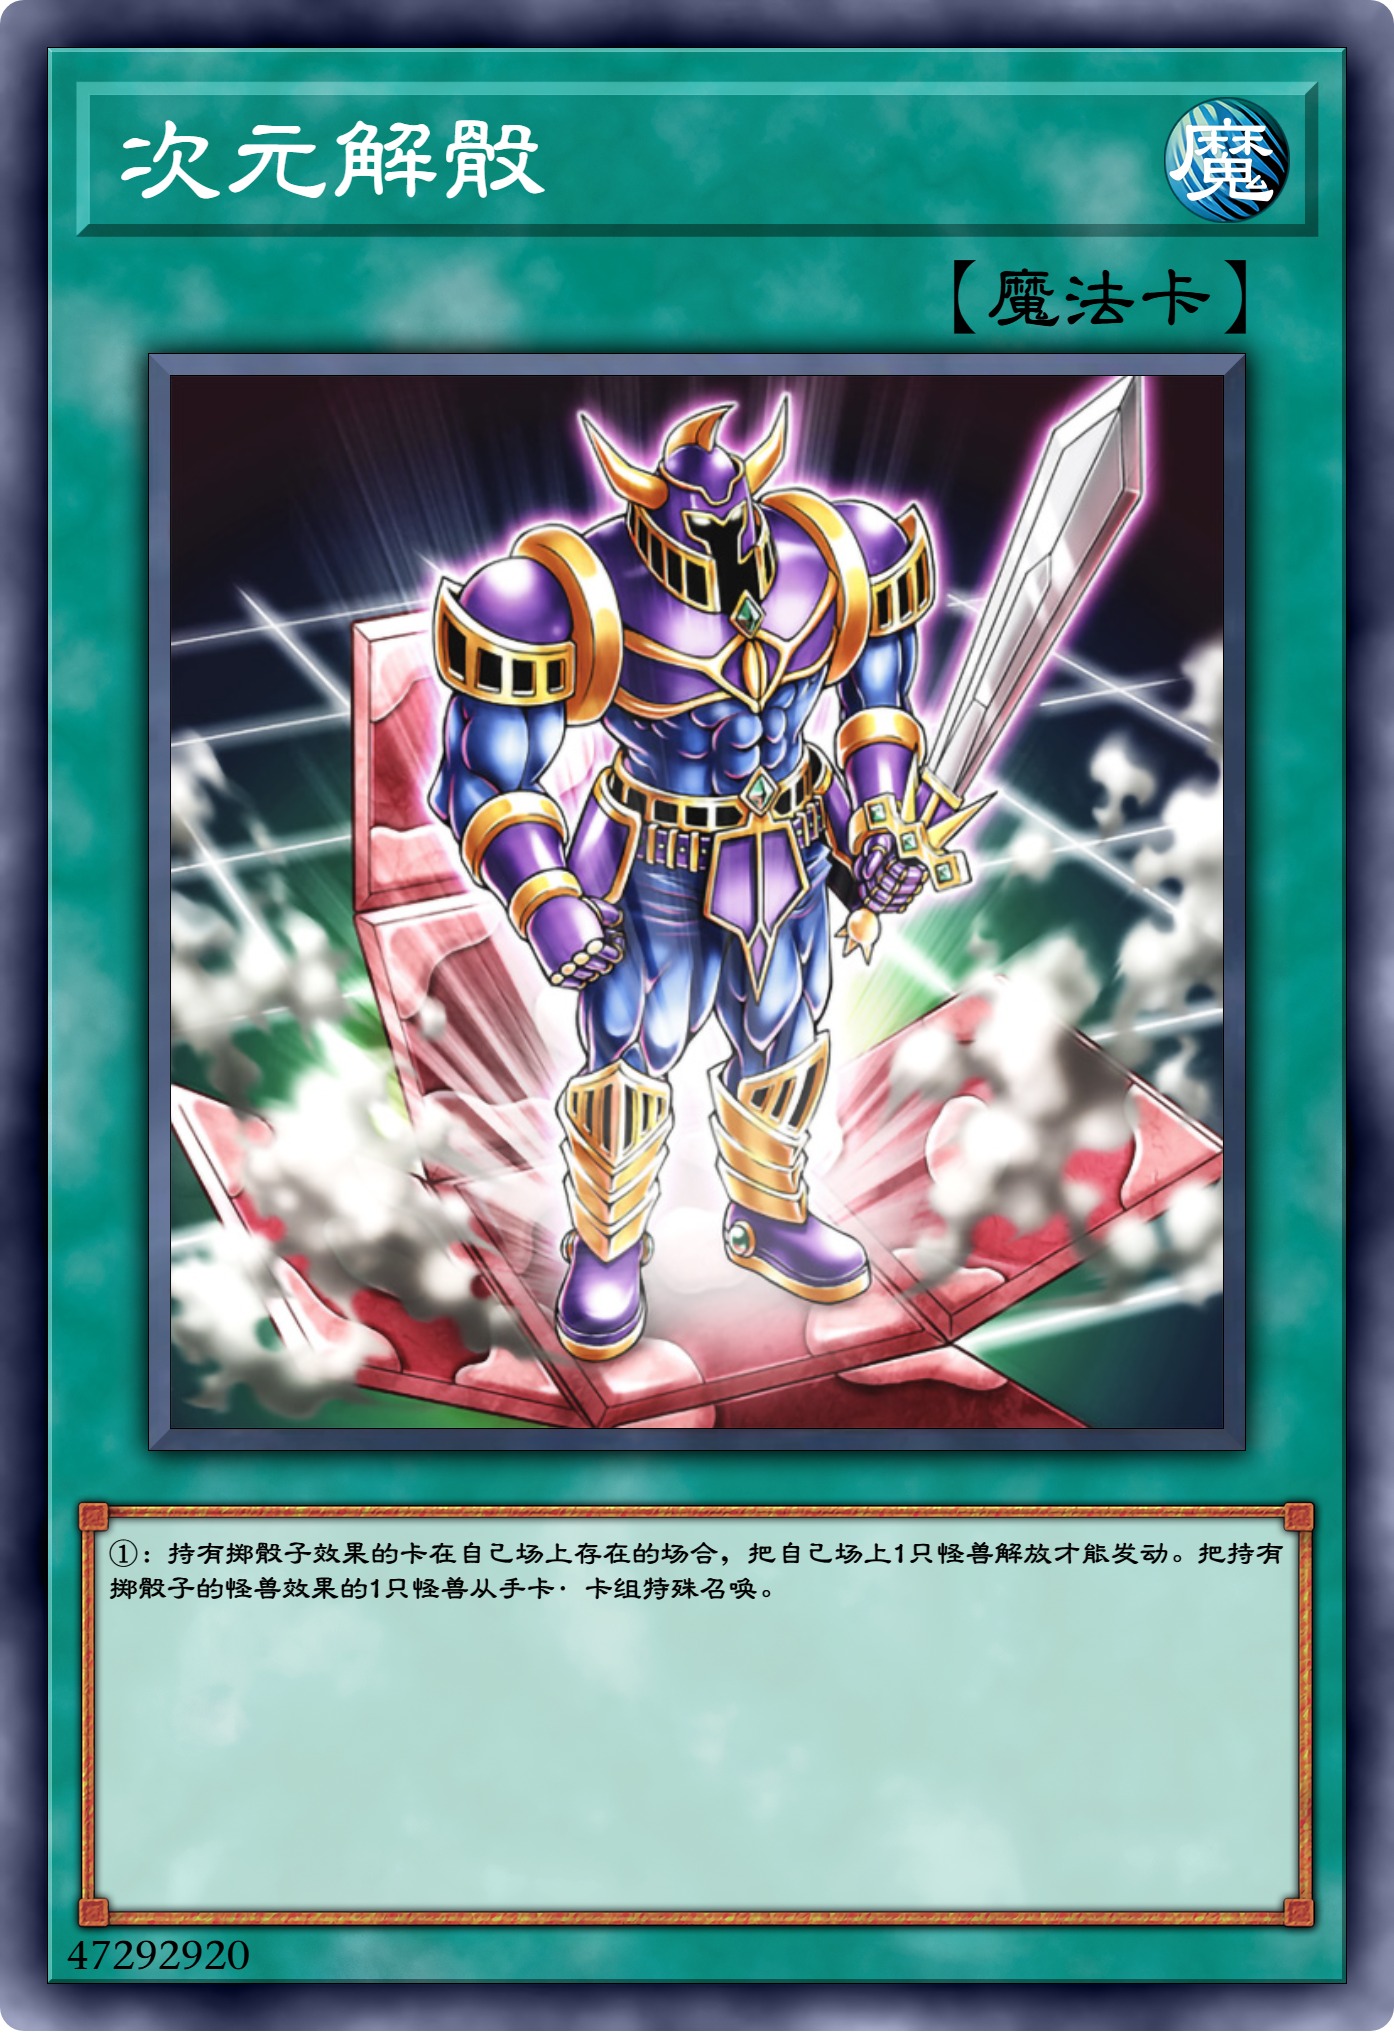 次元解骰
魔
【魔法卡】
①：持有掷骰子效果的卡在自己场上存在的场合，把自己场上1只怪兽解放才能发动。把持有
掷骰子的怪兽效果的1只怪兽从手卡·卡组特殊召唤。
47292920